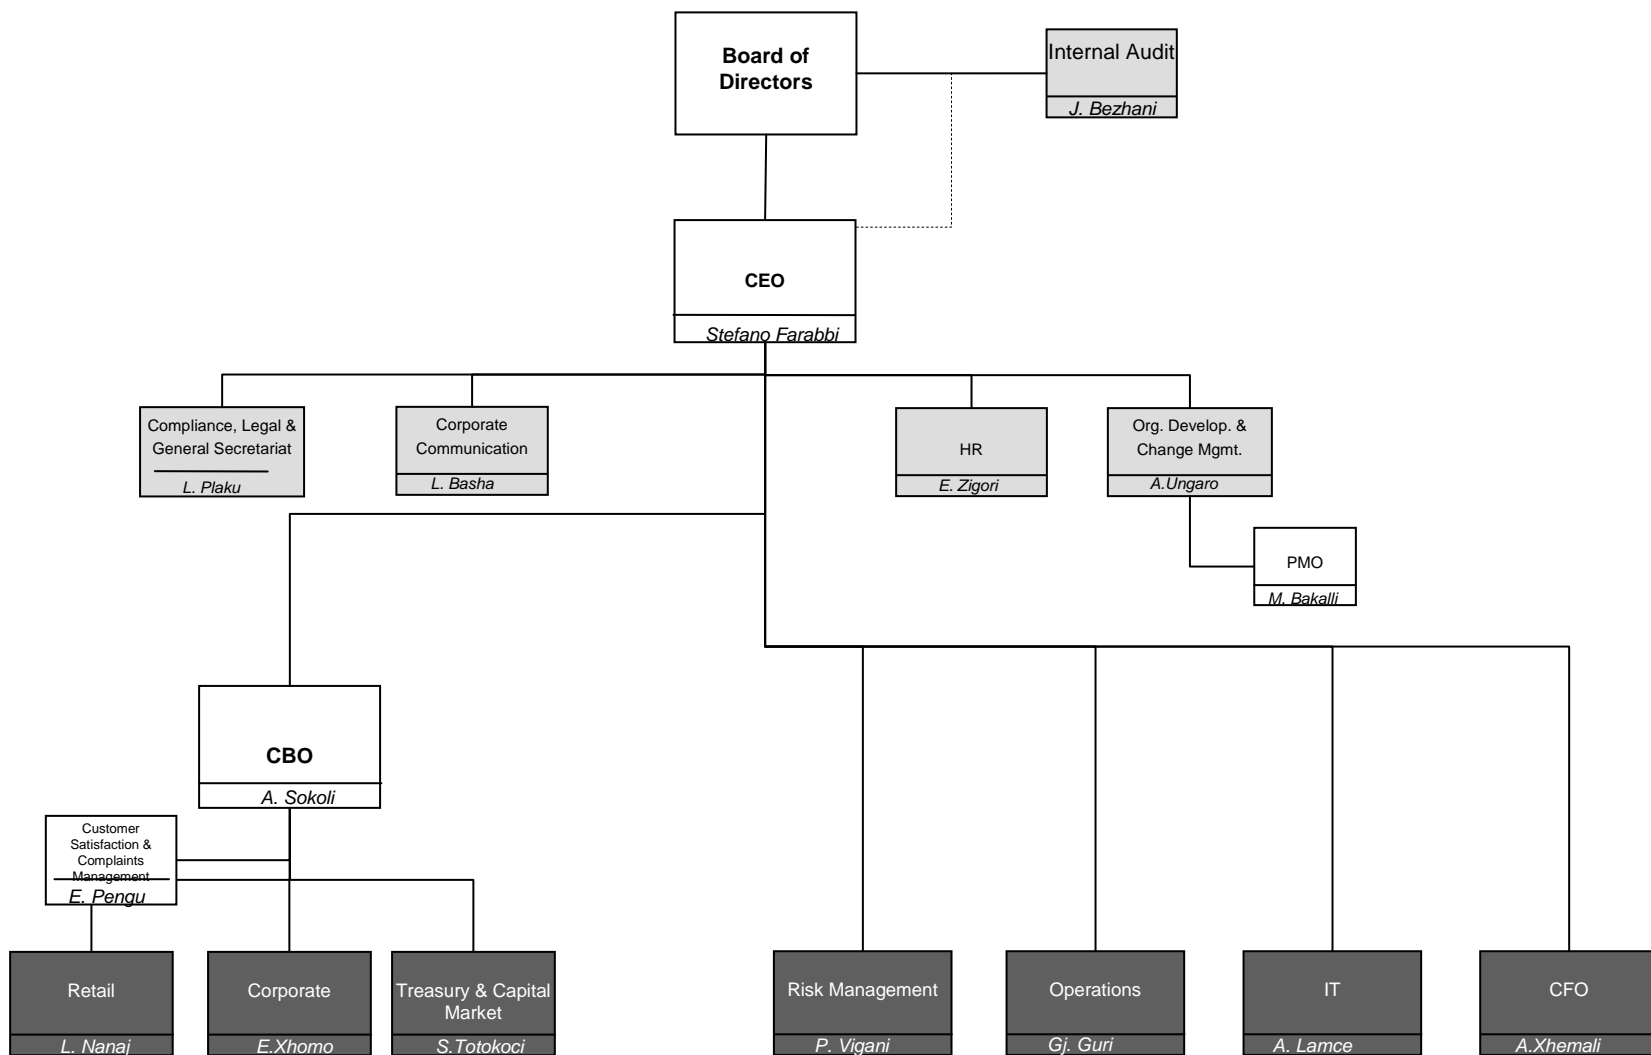 Board of
Directors
Internal Audit
J. Bezhani
CEO
Stefano Farabbi
Compliance, Legal &
General Secretariat
L. Plaku
Corporate
Communication
L. Basha
HR
E. Zigori
Org. Develop. &
Change Mgmt.
A.Ungaro
PMO
M. Bakalli
CBO
A. Sokoli
Customer
Satisfaction &
Complaints
Management
E. Pengu
Retail
L. Nanaj
Corporate
E.Xhomo
Treasury & Capital
Market
S.Totokoci
Risk Management
P. Vigani
Operations
Gj. Guri
IT
A. Lamce
CFO
A.Xhemali